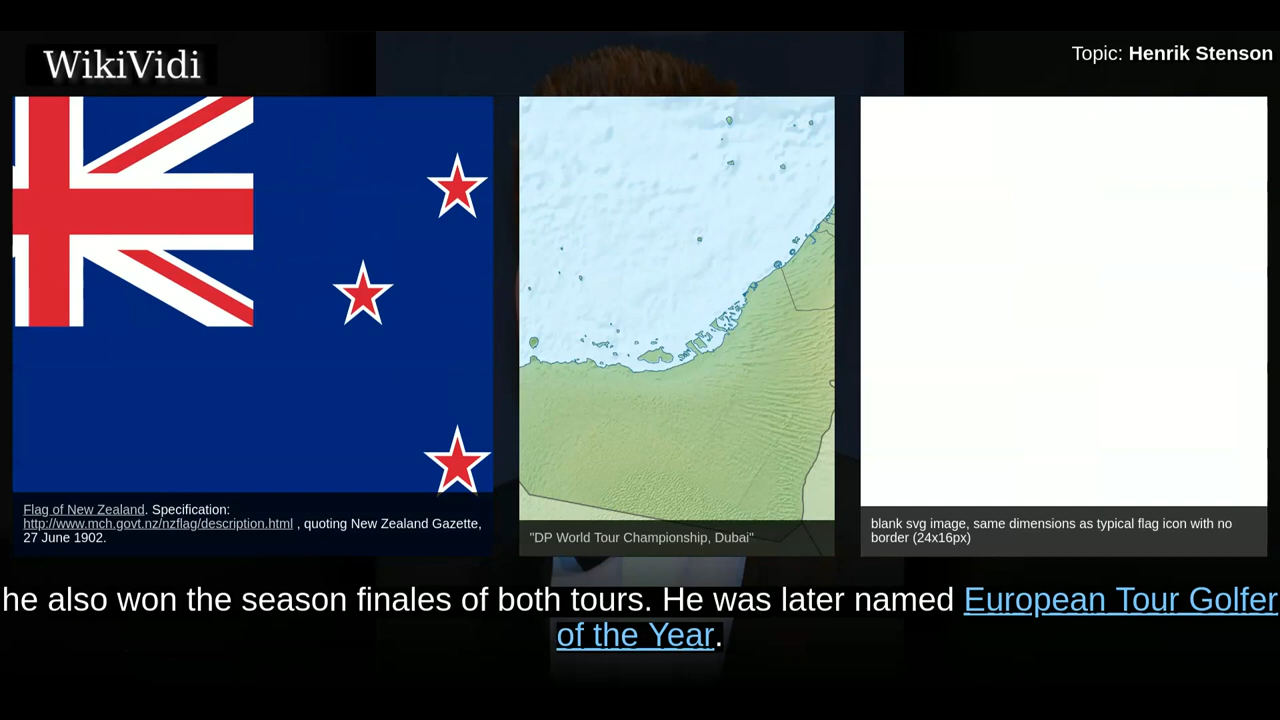 WikiVidi
Topic: Henrik Stenson
Flag of New Zealand. Specification:
http://www.mch.govt.nz/nzflag/description.html , quoting New Zealand Gazette,
27 June 1902.
"DP World Tour Championship, Dubai"
blank svg image, same dimensions as typical flag icon with no
border (24x16px)
he also won the season finales of both tours. He was later named European Tour Golfer
of the Year.